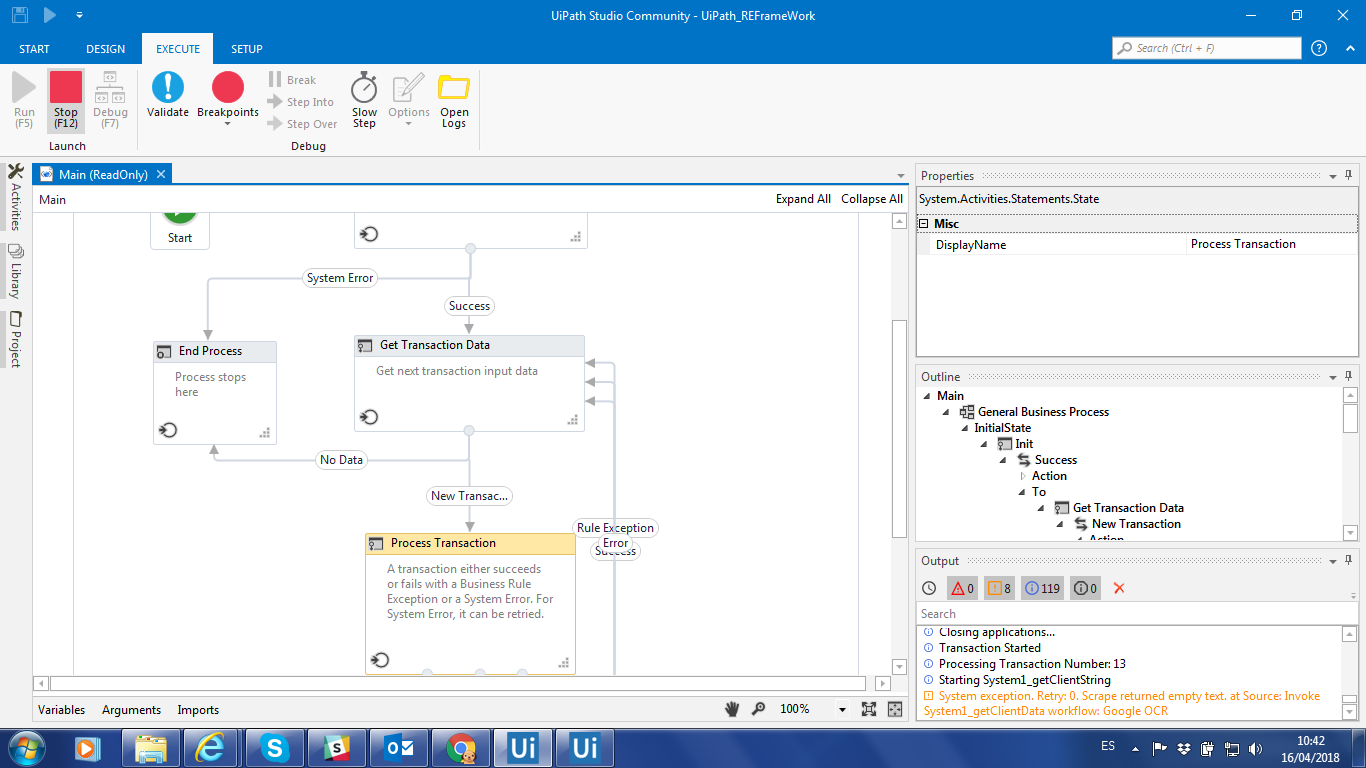 UiPath Studio Community - UiPath_REFrameWork
START DESIGN EXECUTE SETUP
Search (Ctrl + F)
Run (F5)
Stop (F12)
Debug (F7)
Launch
Validate
Breakpoints
Break
Step Into
Step Over
Slow Step
Options
Open Logs
Debug
Activities
Library
Project
Main (ReadOnly)
Main
Expand All Collapse All
Start
System Error
Success
End Process
Process stops
here
Get Transaction Data
Get next transaction input data
No Data
New Transac...
Rule Exception
Error
Success
Process Transaction
A transaction either succeeds
or fails with a Business Rule
Exception or a System Error. For
System Error, it can be retried.
Variables Arguments Imports
100%
Properties
System.Activities.Statements.State
Misc
DisplayName Process Transaction
Outline
Main
General Business Process
InitialState
Init
Success
Action
To
Get Transaction Data
New Transaction
Action
Output
0 8 119 0
Search
Closing applications...
Transaction Started
Processing Transaction Number: 13
Starting System1_getClientString
System exception. Retry: 0. Scrape returned empty text. at Source: Invoke
System1_getClientData workflow: Google OCR
Ui
Ui
ES
10:42
16/04/2018